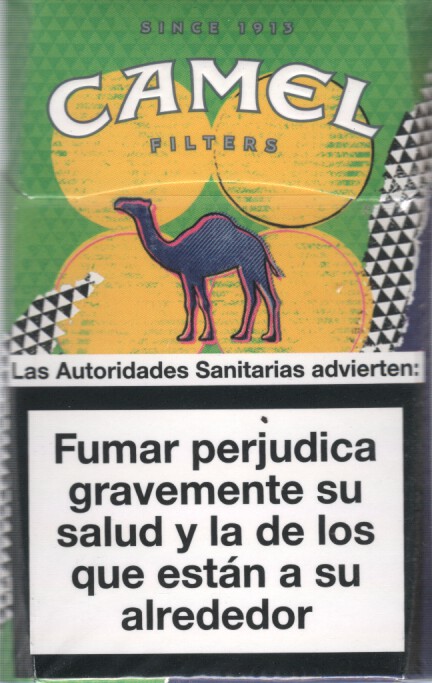 SINCE 1913
CAMEL
FILTERS
Las Autoridades Sanitarias advierten:
Fumar perjudica
gravemente su
salud y la de los
que están a su
alrededor